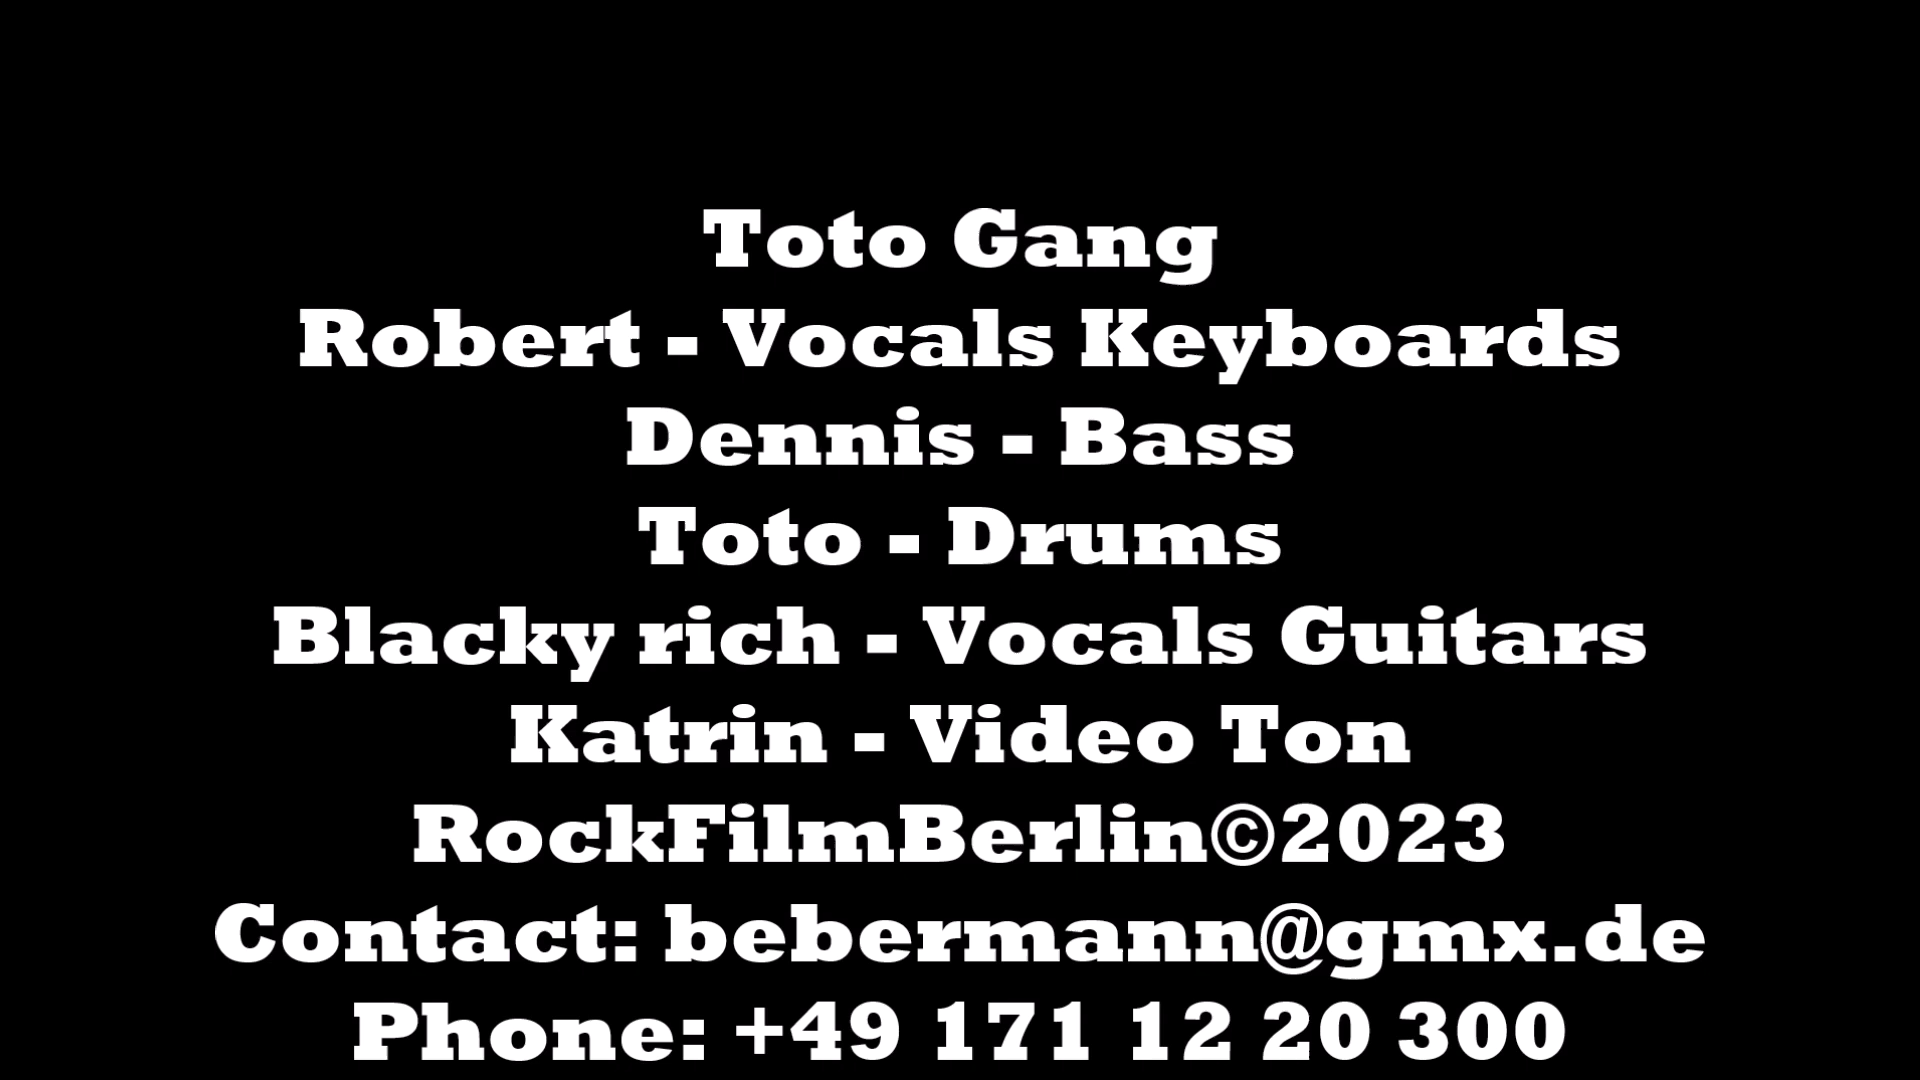 Toto Gang
Robert - Vocals Keyboards
Dennis - Bass
Toto - Drums
Blacky rich - Vocals Guitars
Katrin - Video Ton
RockFilmBerlin©2023
Contact: bebermann@gmx.de
Phone: +49 171 12 20 300